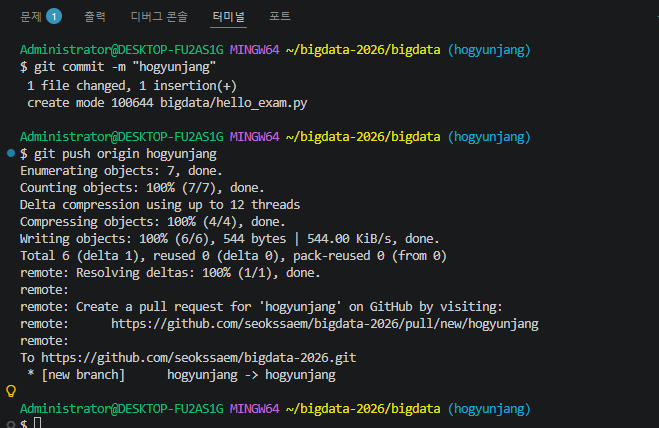 문제 1 출력 디버그 콘솔 터미널 포트
Administrator@DESKTOP-FU2AS1G MINGW64 ~/bigdata-2026/bigdata (hogyunjang)
$ git commit -m "hogyunjang"
 1 file changed, 1 insertion(+)
 create mode 100644 bigdata/hello_exam.py
Administrator@DESKTOP-FU2AS1G MINGW64 ~/bigdata-2026/bigdata (hogyunjang)
$ git push origin hogyunjang
Enumerating objects: 7, done.
Counting objects: 100% (7/7), done.
Delta compression using up to 12 threads
Compressing objects: 100% (4/4), done.
Writing objects: 100% (6/6), 544 bytes | 544.00 KiB/s, done.
Total 6 (delta 1), reused 0 (delta 0), pack-reused 0 (from 0)
remote: Resolving deltas: 100% (1/1), done.
remote:
remote: Create a pull request for 'hogyunjang' on GitHub by visiting:
remote:      https://github.com/seokssaem/bigdata-2026/pull/new/hogyunjang
remote:
To https://github.com/seokssaem/bigdata-2026.git
 * [new branch]      hogyunjang -> hogyunjang
Administrator@DESKTOP-FU2AS1G MINGW64 ~/bigdata-2026/bigdata (hogyunjang)
$